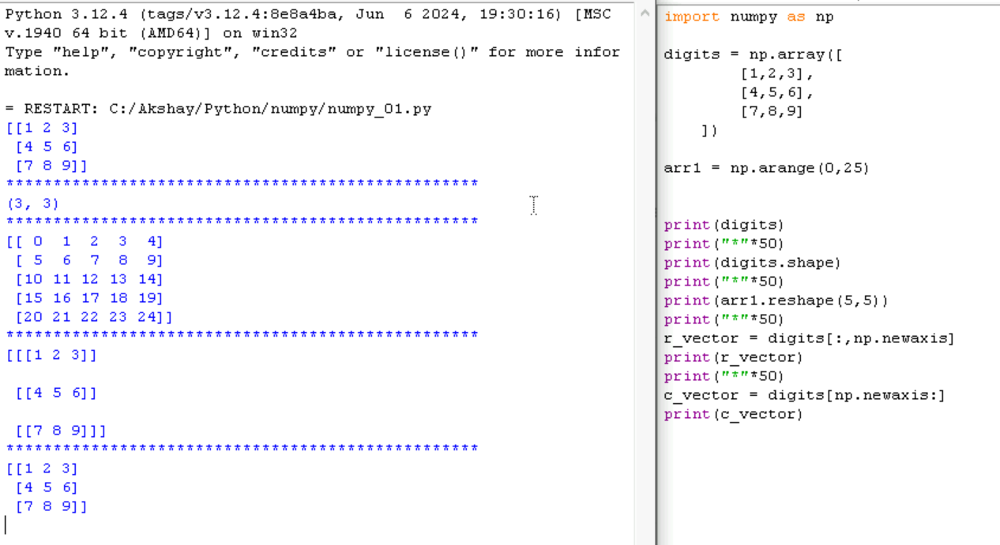 Python 3.12.4 (tags/v3.12.4:8e8a4ba, Jun  6 2024, 19:30:16) [MSC
v.1940 64 bit (AMD64)] on win32
Type "help", "copyright", "credits" or "license()" for more infor
mation.

= RESTART: C:/Akshay/Python/numpy/numpy_01.py
[[1 2 3]
 [4 5 6]
 [7 8 9]]
**************************************************
(3, 3)
**************************************************
[[ 0  1  2  3  4]
 [ 5  6  7  8  9]
 [10 11 12 13 14]
 [15 16 17 18 19]
 [20 21 22 23 24]]
**************************************************
[[[1 2 3]]

 [[4 5 6]]

 [[7 8 9]]]
**************************************************
[[1 2 3]
 [4 5 6]
 [7 8 9]]
import numpy as np

digits = np.array([
        [1,2,3],
        [4,5,6],
        [7,8,9]
    ])

arr1 = np.arange(0,25)


print(digits)
print("*"*50)
print(digits.shape)
print("*"*50)
print(arr1.reshape(5,5))
print("*"*50)
r_vector = digits[:,np.newaxis]
print(r_vector)
print("*"*50)
c_vector = digits[np.newaxis:]
print(c_vector)